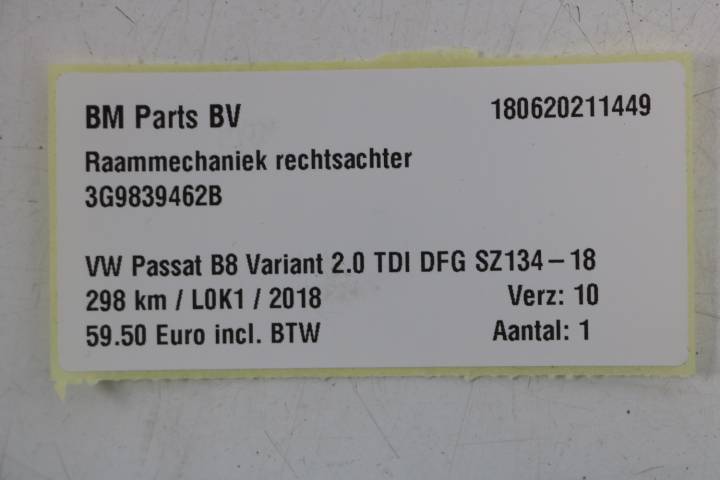 BM Parts BV 180620211449
Raammechaniek rechtsachter
3G9839462B
VW Passat B8 Variant 2.0 TDI DFG SZ134-18
298 km / L0K1 / 2018 Verz: 10
59.50 Euro incl. BTW Aantal: 1